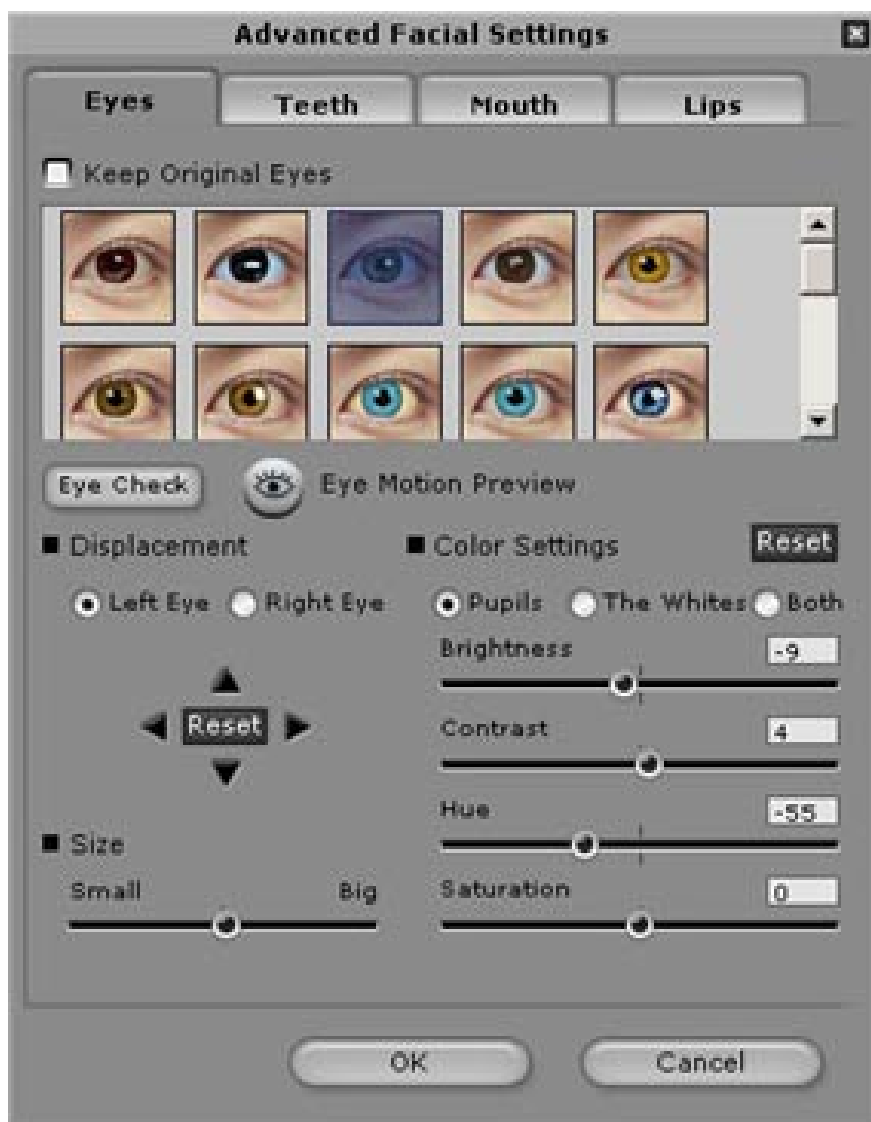 Advanced Facial Settings
Eyes Teeth Mouth Lips
Keep Original Eyes
Eye Check Eye Motion Preview
Displacement
Left Eye Right Eye
Reset
Size
Small Big
Color Settings Reset
Pupils The Whites Both
Brightness -9
Contrast 4
Hue -55
Saturation 0
OK Cancel